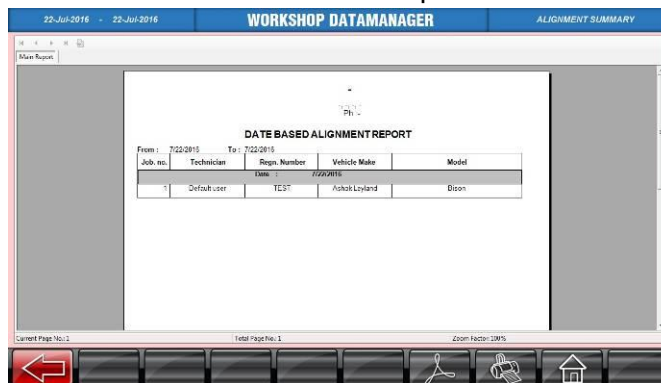 22-Jul-2016 - 22-Jul-2016 WORKSHOP DATAMANAGER ALIGNMENT SUMMARY
Main Report
-
Ph :
DATE BASED ALIGNMENT REPORT
From : 7/22/2016 To : 7/22/2016
Job. no. Technician Regn. Number Vehicle Make Model
Date : 7/22/2016
1 Default user TEST Ashok Leyland Bison
Current Page No.: 1 Total Page No.: 1 Zoom Factor: 100%